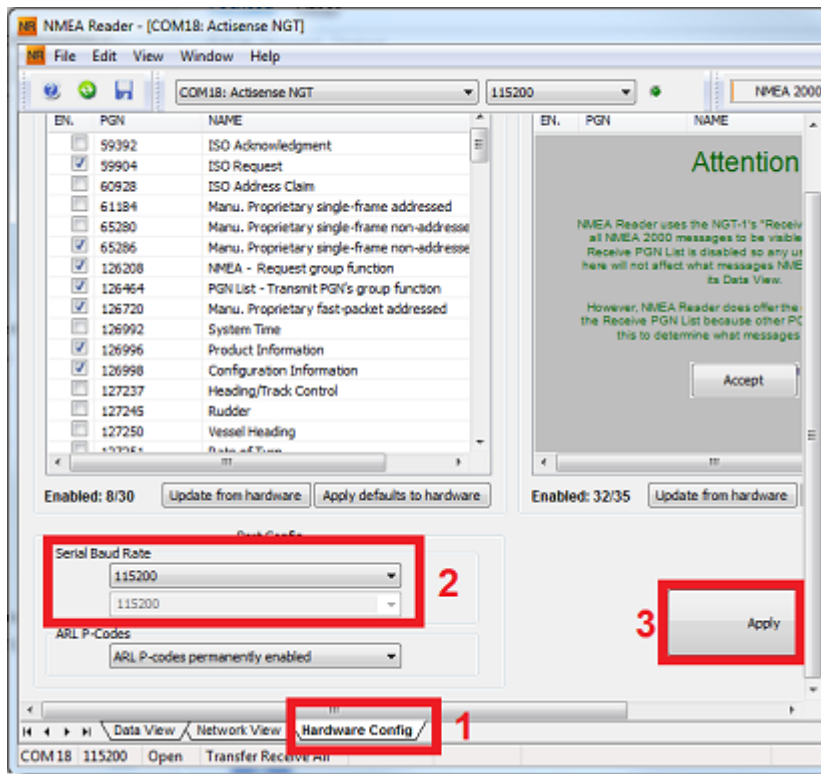 NMEA Reader - [COM18: Actisense NGT]
File Edit View Window Help
COM18: Actisense NGT 115200 NMEA 2000
EN. PGN NAME
59392 ISO Acknowledgment
59904 ISO Request
60928 ISO Address Claim
61184 Manu. Proprietary single-frame addressed
65280 Manu. Proprietary single-frame non-addresse
65286 Manu. Proprietary single-frame non-addresse
126208 NMEA - Request group function
126464 PGN List - Transmit PGN's group function
126720 Manu. Proprietary fast-packet addressed
126992 System Time
126996 Product Information
126998 Configuration Information
127237 Heading/Track Control
127245 Rudder
127250 Vessel Heading
127251 Rate of Turn
Enabled: 8/30 Update from hardware Apply defaults to hardware
EN. PGN NAME
Attention
NMEA Reader uses the NGT-1's "Receiv
all NMEA 2000 messages to be visible
Receive PGN List is disabled so any us
here will not affect what messages NME
its Data View.
However, NMEA Reader does offer the
the Receive PGN List because other PC
this to determine what messages
Accept
Enabled: 32/35 Update from hardware
Port Config
Serial Baud Rate
115200
115200
2
ARL P-Codes
ARL P-codes permanently enabled
3 Apply
Data View Network View Hardware Config 1
COM18 115200 Open Transfer Receive All